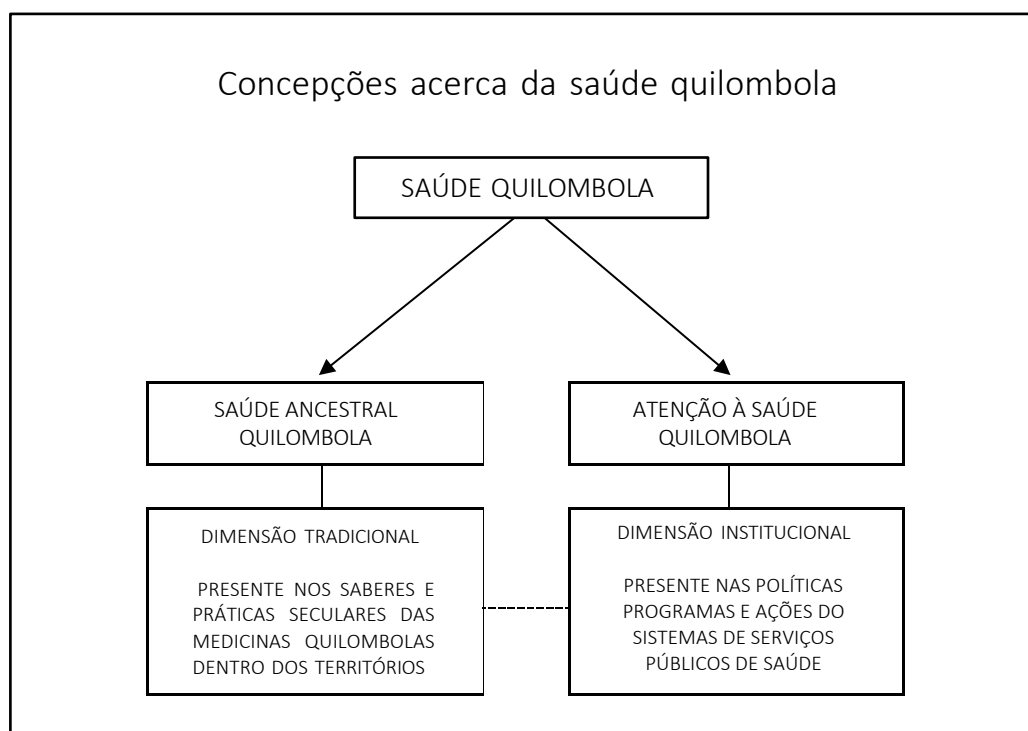 Concepções acerca da saúde quilombola
SAÚDE QUILOMBOLA
SAÚDE ANCESTRAL
QUILOMBOLA
ATENÇÃO À SAÚDE
QUILOMBOLA
DIMENSÃO TRADICIONAL
PRESENTE NOS SABERES E
PRÁTICAS SECULARES DAS
MEDICINAS QUILOMBOLAS
DENTRO DOS TERRITÓRIOS
DIMENSÃO INSTITUCIONAL
PRESENTE NAS POLÍTICAS
PROGRAMAS E AÇÕES DO
SISTEMAS DE SERVIÇOS
PÚBLICOS DE SAÚDE